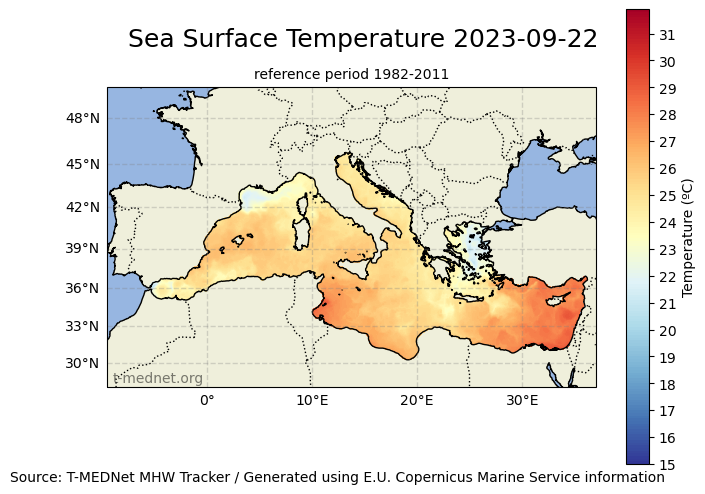 Sea Surface Temperature 2023-09-22
reference period 1982-2011
48°N
45°N
42°N
39°N
36°N
33°N
30°N
t-mednet.org
0°
10°E
20°E
30°E
31
30
29
28
27
26
25
24
23
22
21
20
19
18
17
16
15
Temperature (ºC)
Source: T-MEDNet MHW Tracker / Generated using E.U. Copernicus Marine Service information